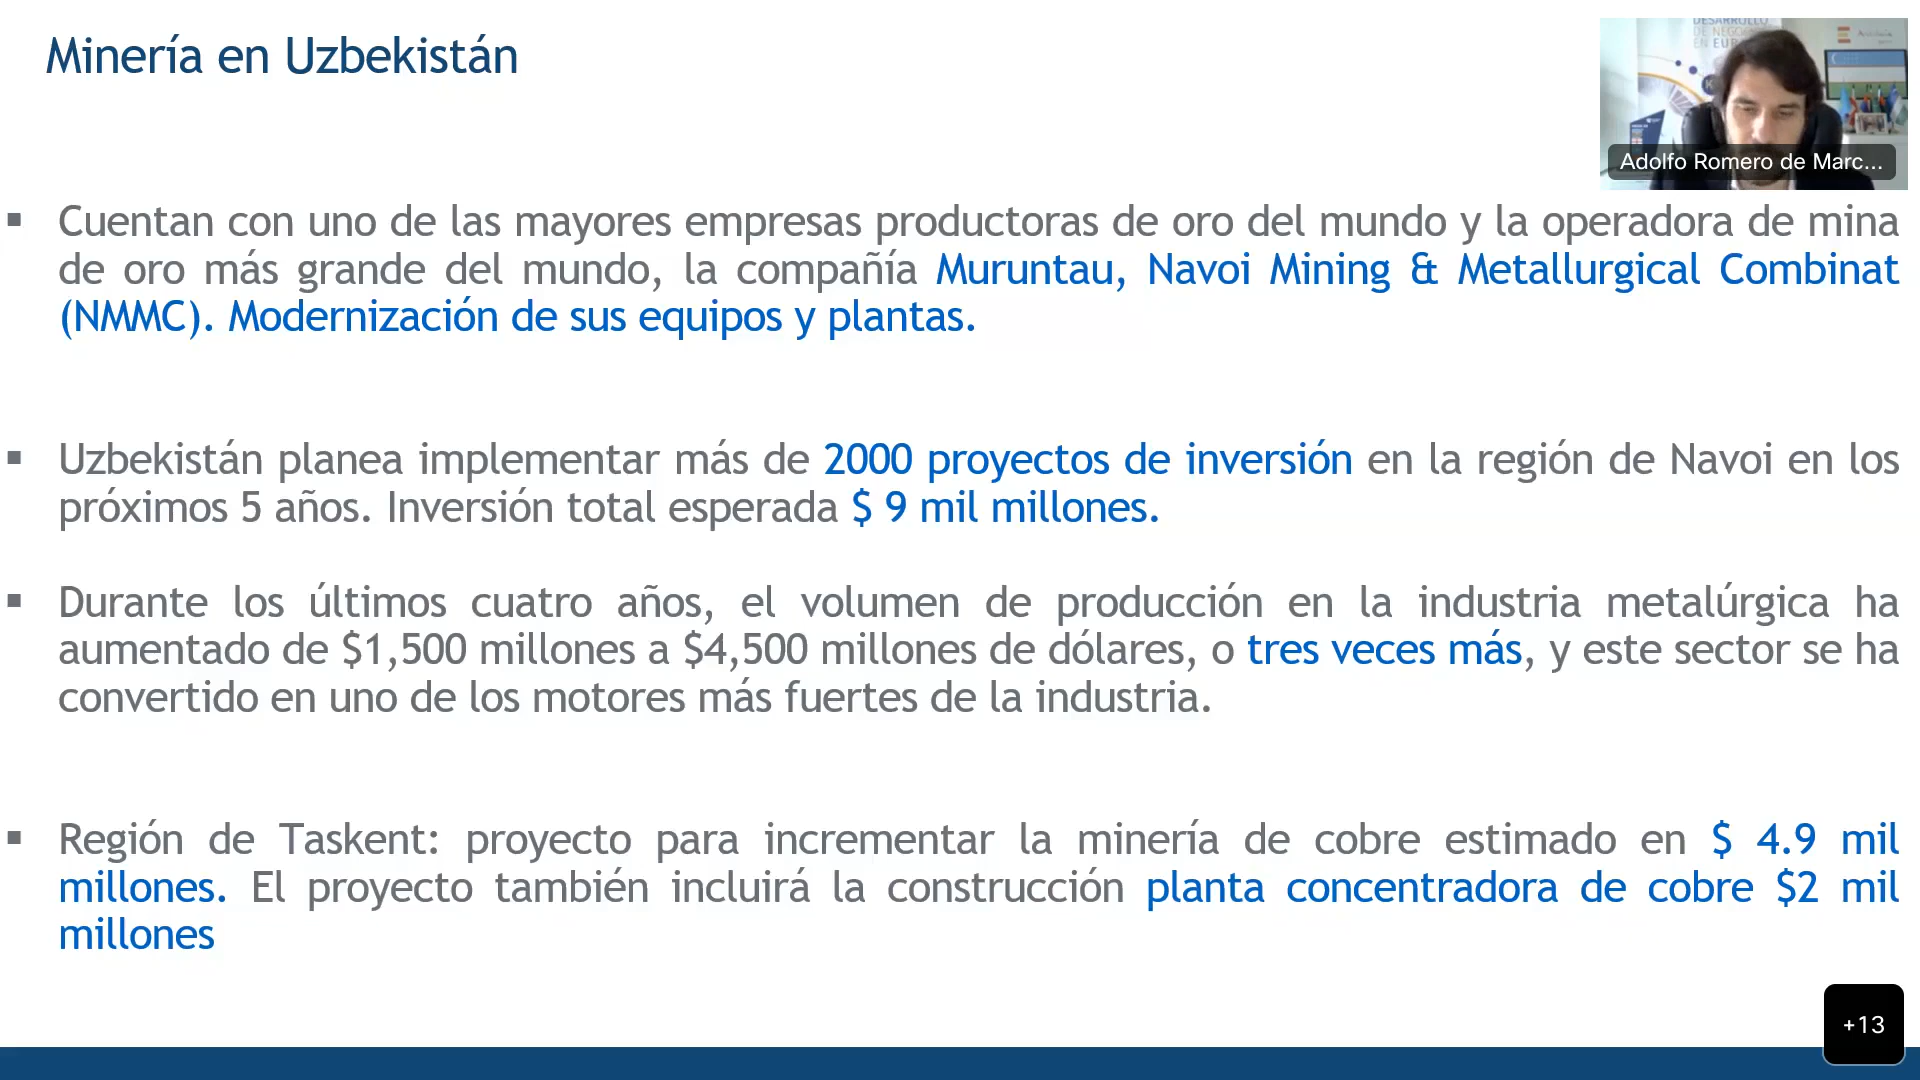 Minería en Uzbekistán
DESARROLLO
DE NEGO
EN EUR
Adolfo Romero de Marc...
▪ Cuentan con uno de las mayores empresas productoras de oro del mundo y la operadora de mina
de oro más grande del mundo, la compañía Muruntau, Navoi Mining & Metallurgical Combinat
(NMMC). Modernización de sus equipos y plantas.
▪ Uzbekistán planea implementar más de 2000 proyectos de inversión en la región de Navoi en los
próximos 5 años. Inversión total esperada $ 9 mil millones.
▪ Durante los últimos cuatro años, el volumen de producción en la industria metalúrgica ha
aumentado de $1,500 millones a $4,500 millones de dólares, o tres veces más, y este sector se ha
convertido en uno de los motores más fuertes de la industria.
▪ Región de Taskent: proyecto para incrementar la minería de cobre estimado en $ 4.9 mil
millones. El proyecto también incluirá la construcción planta concentradora de cobre $2 mil
millones
+13